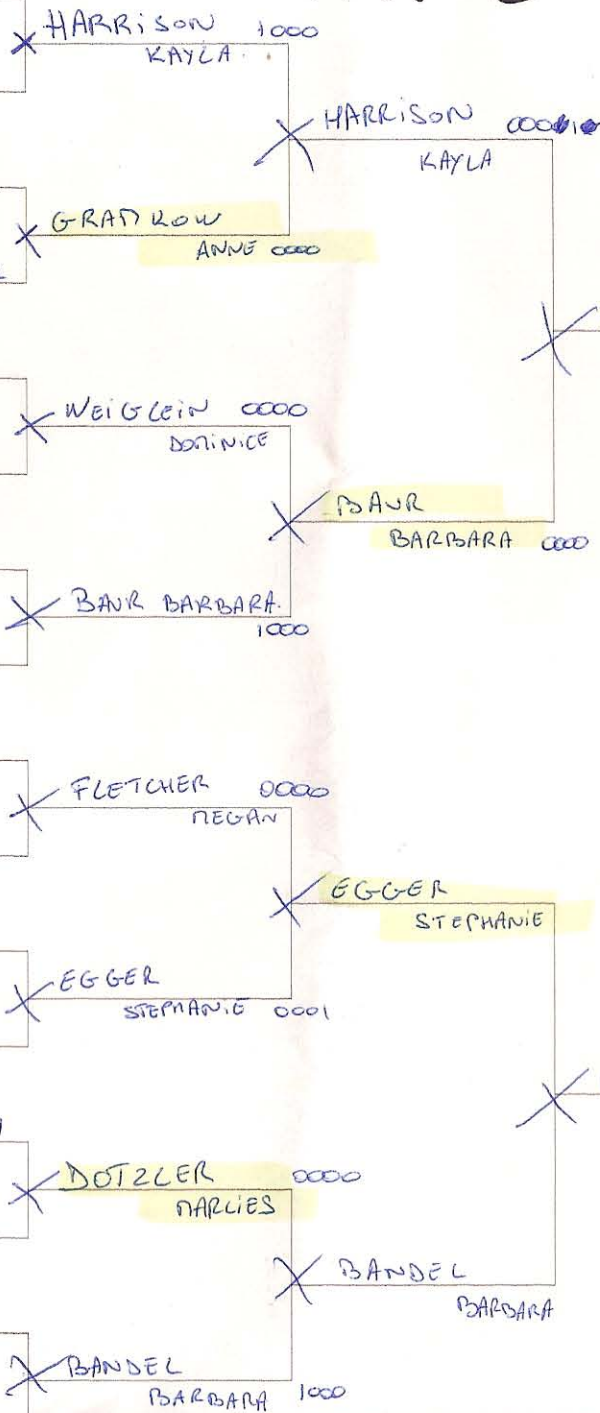 HARRISON 1000
KAYLA
HARRISON
KAYLA
GRAMKOW
ANNE 0000
WEIGLEIN 0000
DOMINICE
BAUR
BARBARA 0000
BAUR BARBARA
1000
FLETCHER 0000
MEGAN
EGGER
STEPHANIE
EGGER
STEPHANIE 0001
DOTZLER 0000
MARLIES
BANDEL
BARBARA
BANDEL
BARBARA 1000